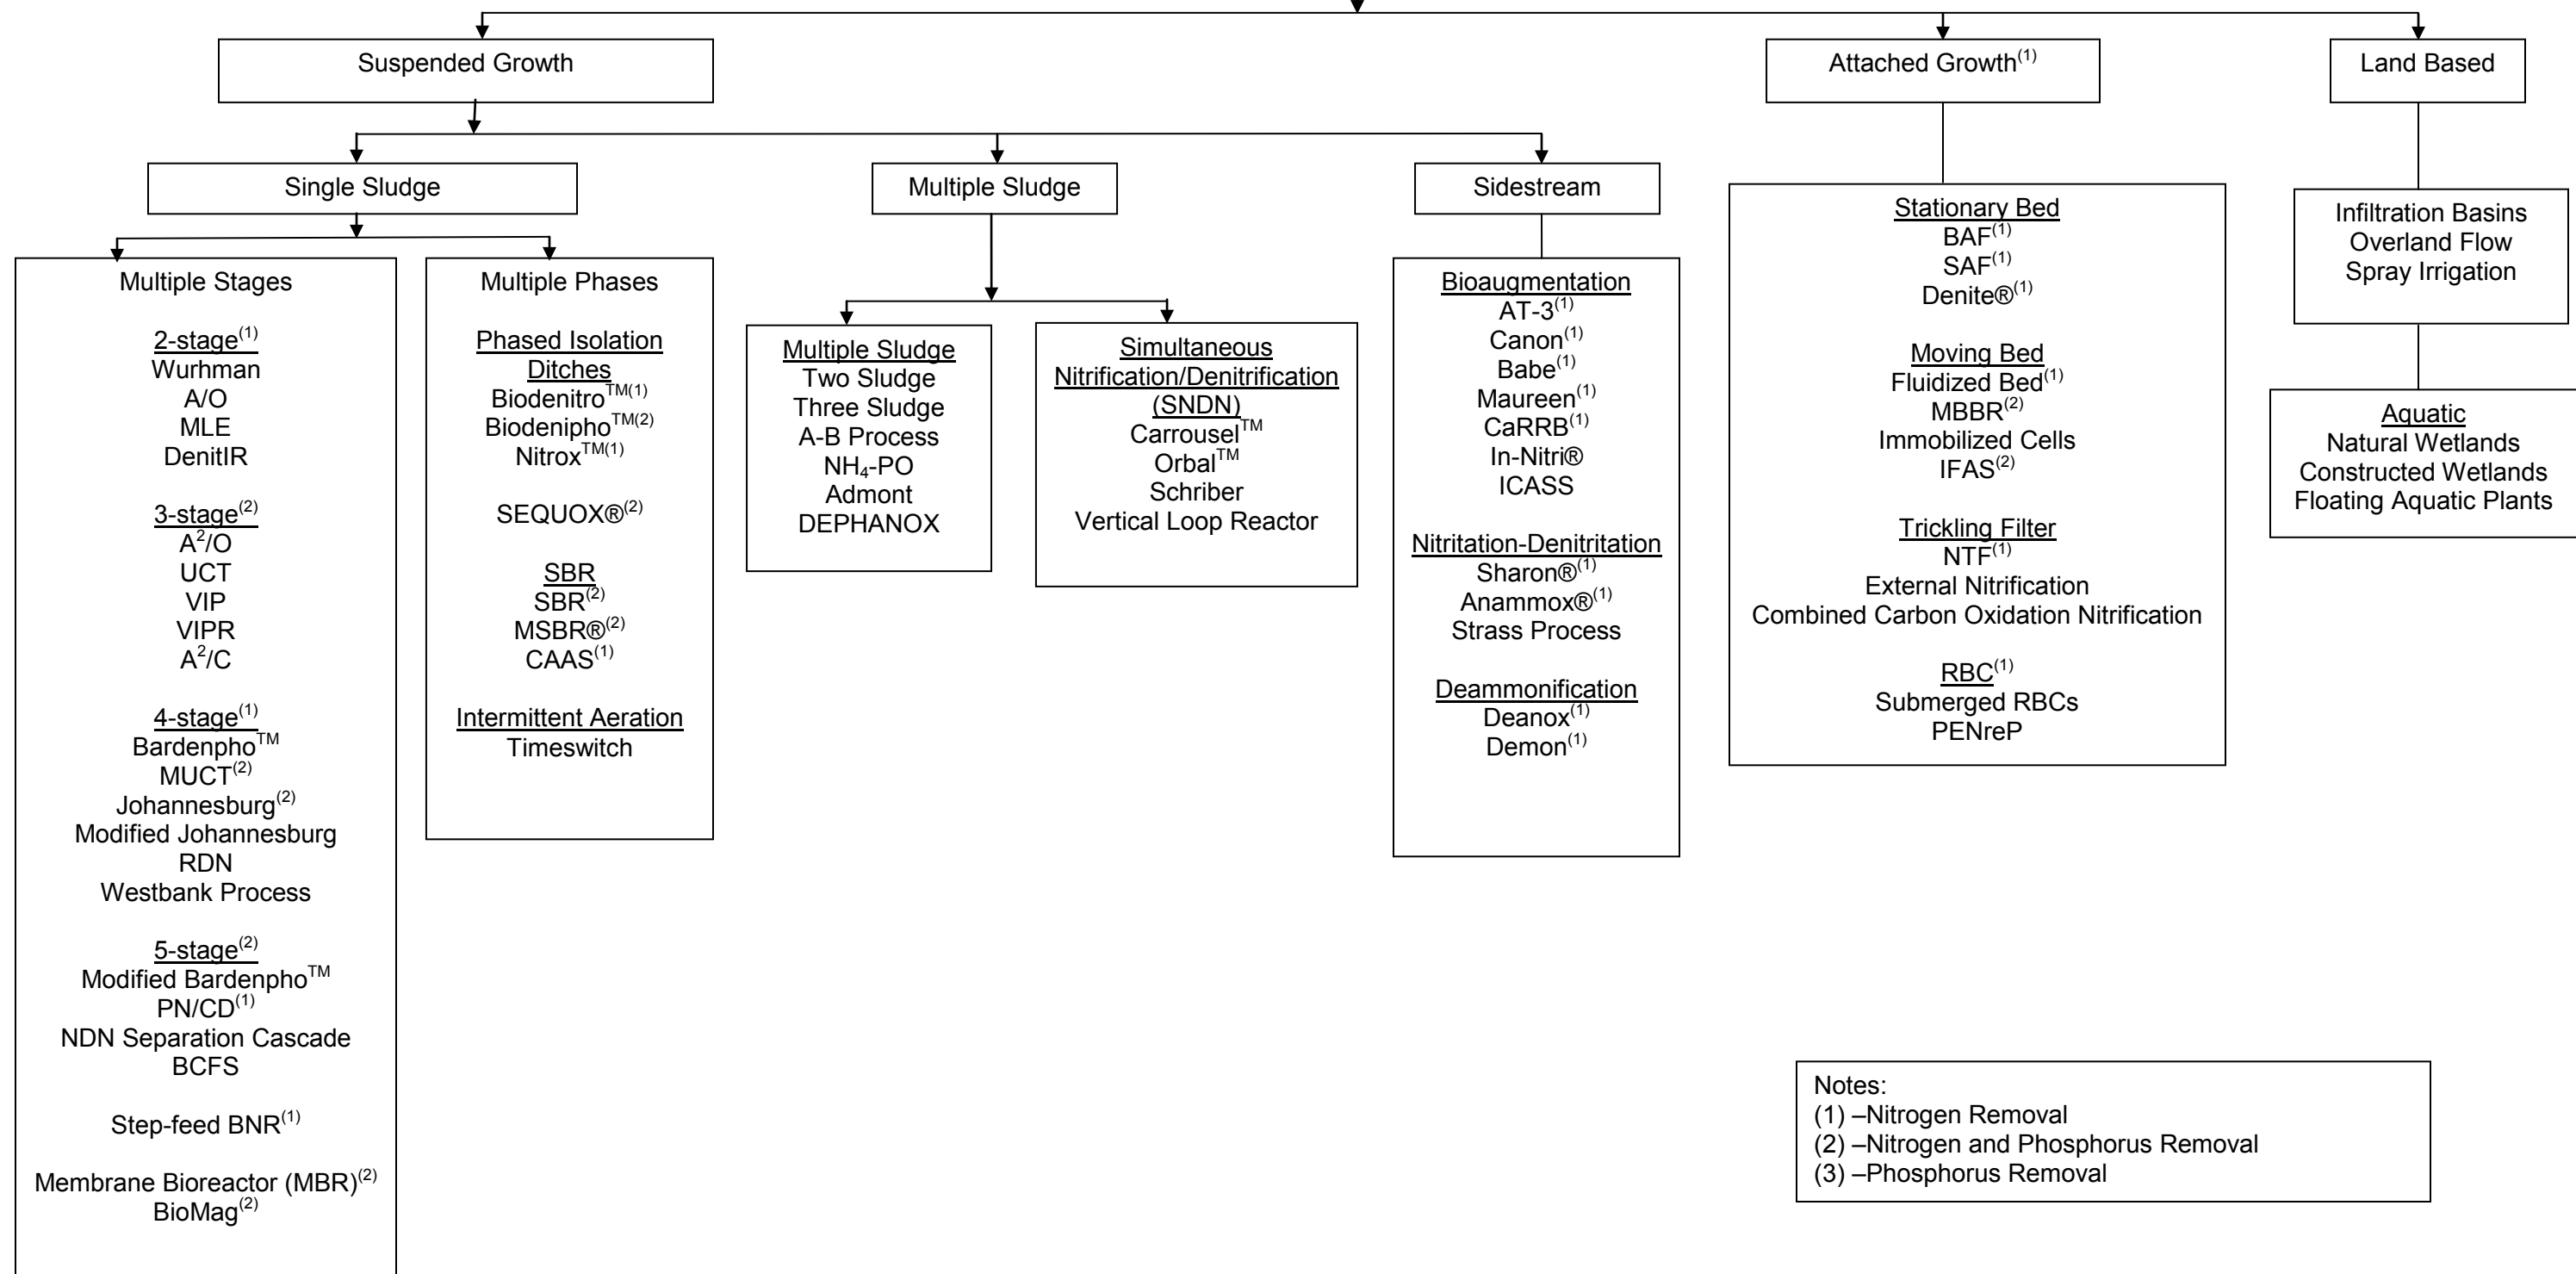 Suspended Growth
Attached Growth(1)
Land Based
Single Sludge
Multiple Sludge
Sidestream
Multiple Stages
2-stage(1)
Wurhman
A/O
MLE
DenitIR
3-stage(2)
A2/O
UCT
VIP
VIPR
A2/C
4-stage(1)
Bardenpho™
MUCT(2)
Johannesburg(2)
Modified Johannesburg
RDN
Westbank Process
5-stage(2)
Modified Bardenpho™
PN/CD(1)
NDN Separation Cascade
BCFS
Step-feed BNR(1)
Membrane Bioreactor (MBR)(2)
BioMag(2)
Multiple Phases
Phased Isolation
Ditches
Biodenitro™(1)
Biodenipho™(2)
Nitrox™(1)
SEQUOX®(2)
SBR
SBR(2)
MSBR®(2)
CAAS(1)
Intermittent Aeration
Timeswitch
Multiple Sludge
Two Sludge
Three Sludge
A-B Process
NH4-PO
Admont
DEPHANOX
Simultaneous
Nitrification/Denitrification
(SNDN)
Carrousel™
Orbal™
Schriber
Vertical Loop Reactor
Bioaugmentation
AT-3(1)
Canon(1)
Babe(1)
Maureen(1)
CaRRB(1)
In-Nitri®
ICASS
Nitritation-Denitritation
Sharon®(1)
Anammox®(1)
Strass Process
Deammonification
Deanox(1)
Demon(1)
Stationary Bed
BAF(1)
SAF(1)
Denite®(1)
Moving Bed
Fluidized Bed(1)
MBBR(2)
Immobilized Cells
IFAS(2)
Trickling Filter
NTF(1)
External Nitrification
Combined Carbon Oxidation Nitrification
RBC(1)
Submerged RBCs
PENreP
Infiltration Basins
Overland Flow
Spray Irrigation
Aquatic
Natural Wetlands
Constructed Wetlands
Floating Aquatic Plants
Notes:
(1) –Nitrogen Removal
(2) –Nitrogen and Phosphorus Removal
(3) –Phosphorus Removal